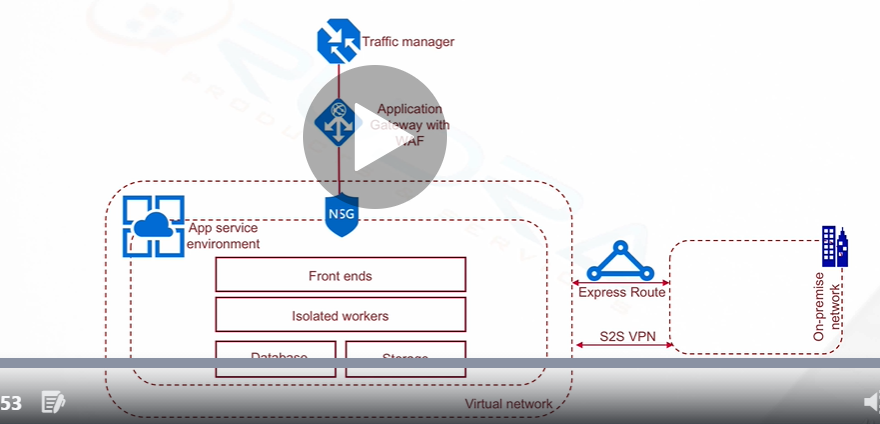 Traffic manager
Application
Gateway with
WAF
NSG
App service
environment
Front ends
Isolated workers
Database
Storage
Virtual network
Express Route
S2S VPN
On-premise
network
53